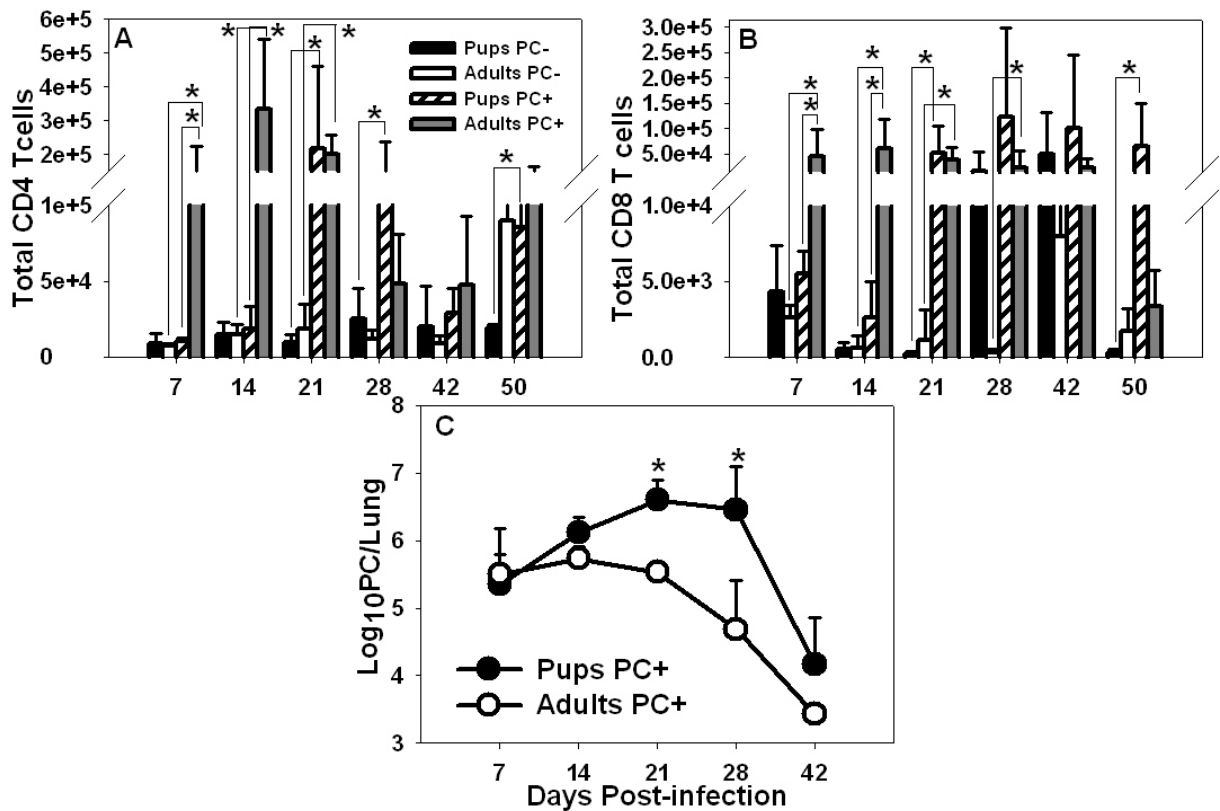 A
Total CD4 Tcells
6e+5
5e+5
4e+5
3e+5
2e+5
1e+5
5e+4
0
* * * *
* * * *
*
Pups PC-
Adults PC-
Pups PC+
Adults PC+
7 14 21 28 42 50
B
Total CD8 T cells
3.0e+5
2.5e+5
2.0e+5
1.5e+5
1.0e+5
5.0e+4
1.0e+4
5.0e+3
0.0
* * * *
* * * *
7 14 21 28 42 50
C
Log10PC/Lung
8
7
6
5
4
3
* *
Pups PC+
Adults PC+
7 14 21 28 42
Days Post-infection